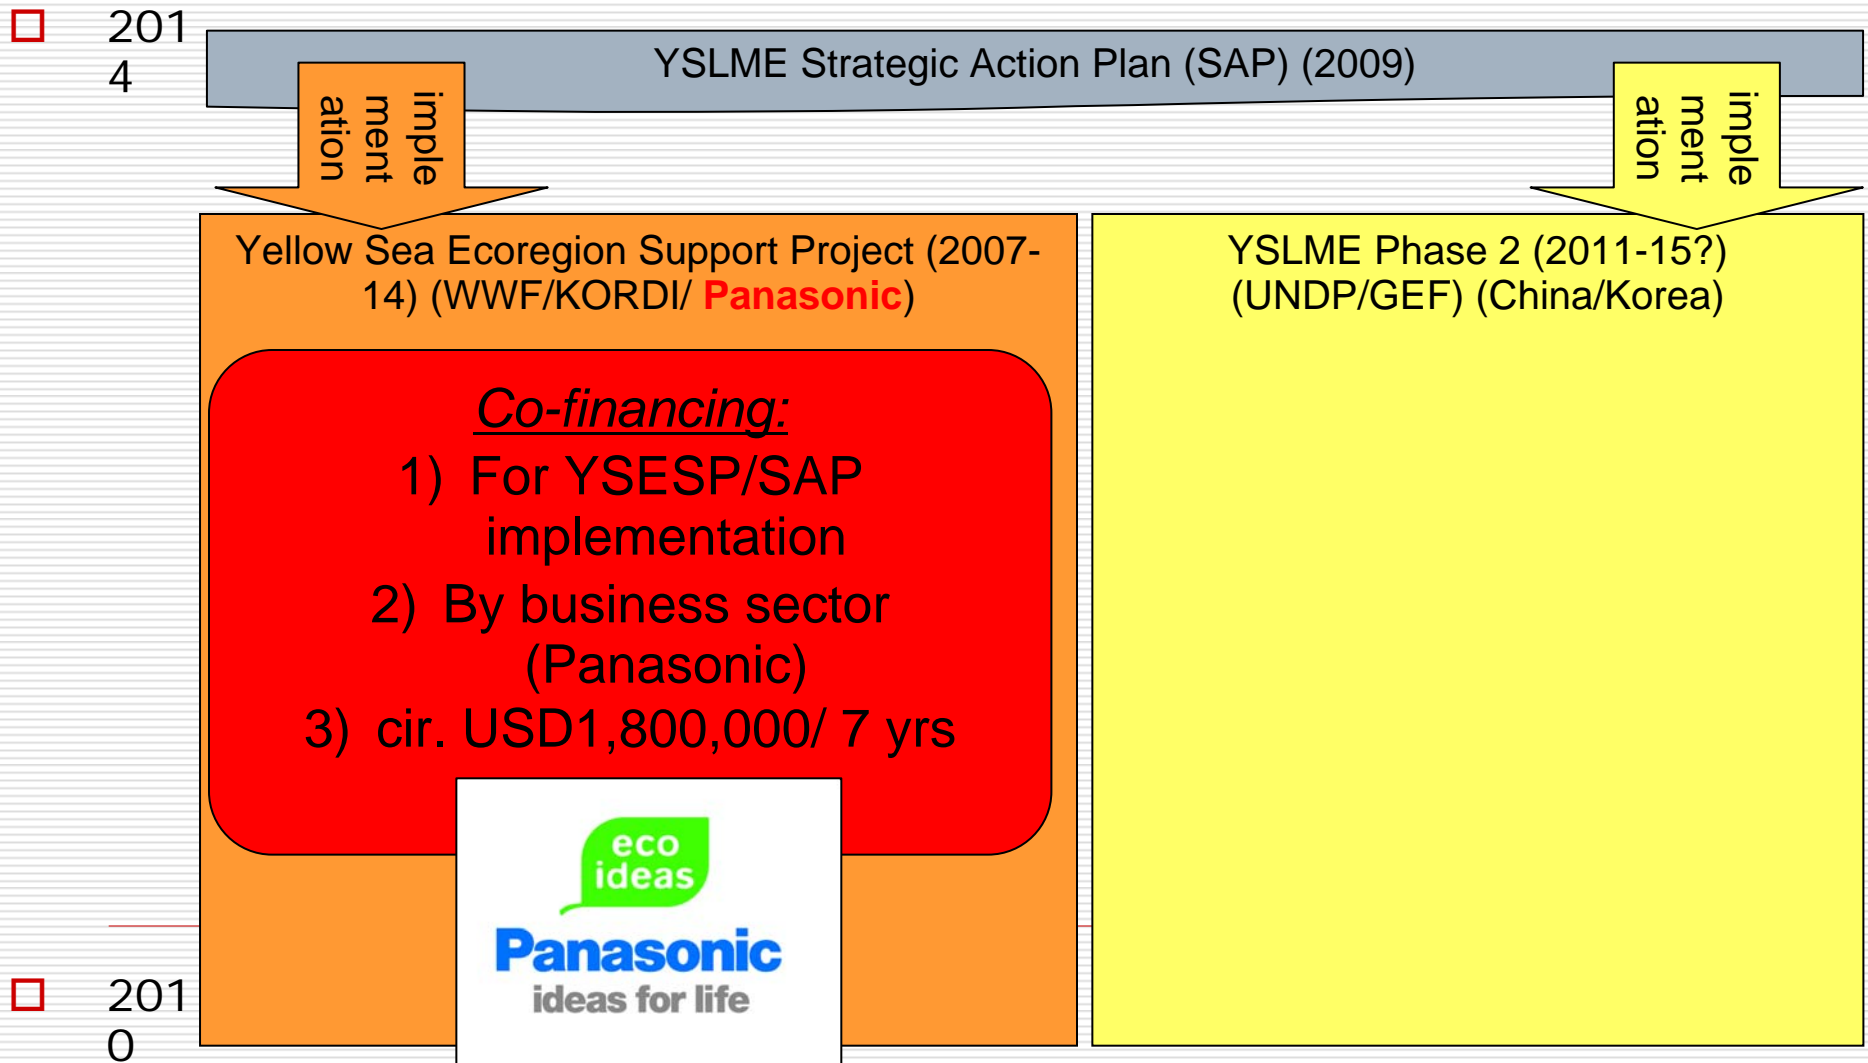 201
4
YSLME Strategic Action Plan (SAP) (2009)
imple
ment
ation
imple
ment
ation
Yellow Sea Ecoregion Support Project (2007-
14) (WWF/KORDI/ Panasonic)
YSLME Phase 2 (2011-15?)
(UNDP/GEF) (China/Korea)
Co-financing:
1) For YSESP/SAP
implementation
2) By business sector
(Panasonic)
3) cir. USD1,800,000/ 7 yrs
eco
ideas
Panasonic
ideas for life
201
0